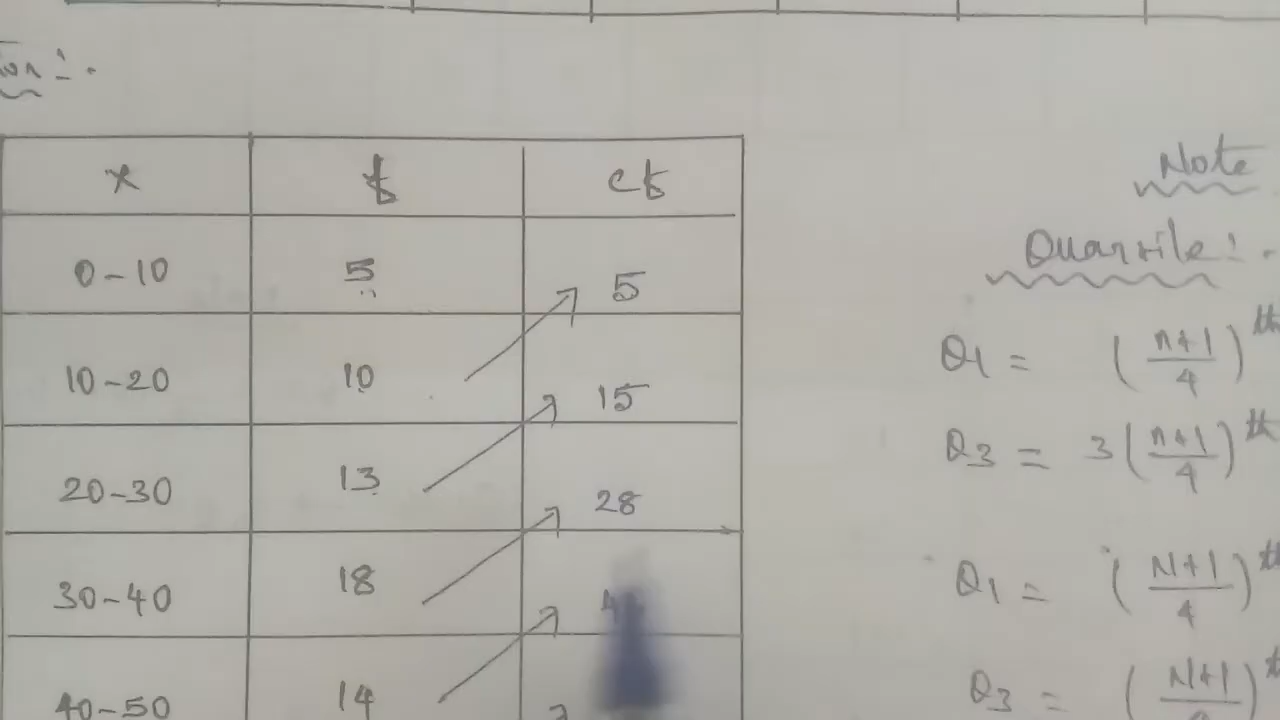 x f cf
0-10 5 5
10-20 10 15
20-30 13 28
30-40 18
40-50 14
Note
Quartile:.
Q1 = (n+1/4)th
Q3 = 3(n+1/4)th
Q1 = (N+1/4)th
Q3 = (N+1